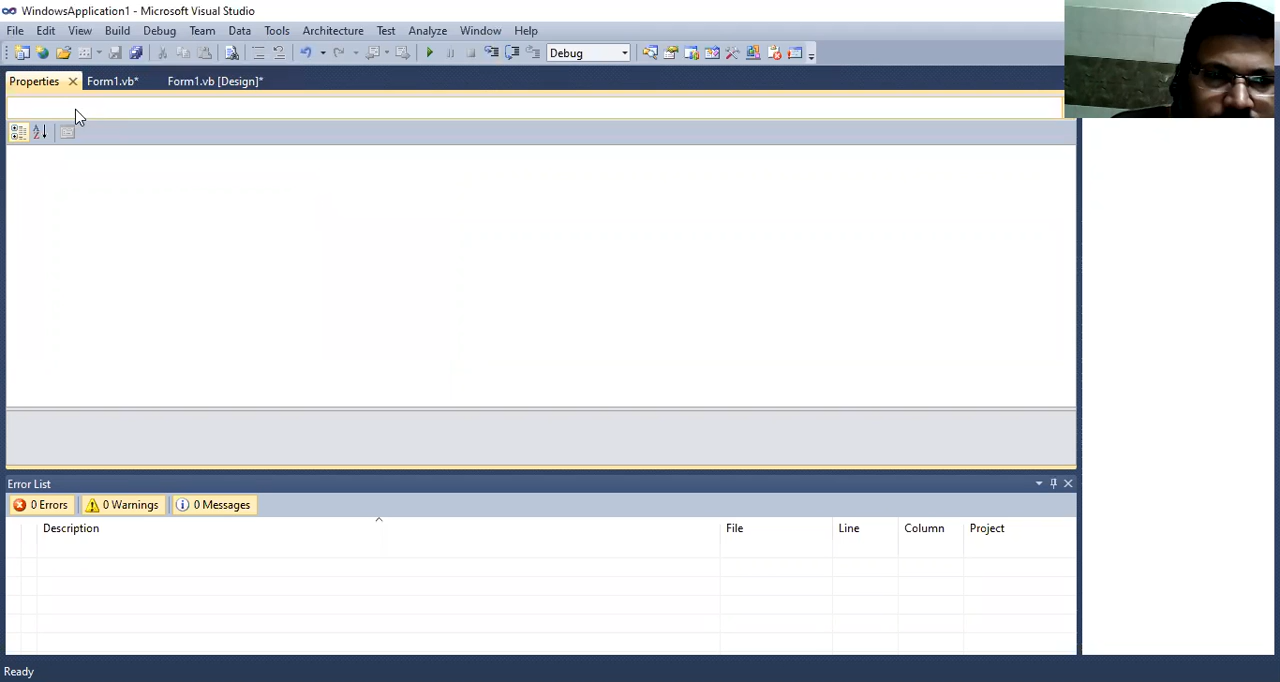 WindowsApplication1 - Microsoft Visual Studio
File Edit View Build Debug Team Data Tools Architecture Test Analyze Window Help
Debug
Properties Form1.vb* Form1.vb [Design]*
Error List
0 Errors 0 Warnings 0 Messages
Description File Line Column Project
Ready